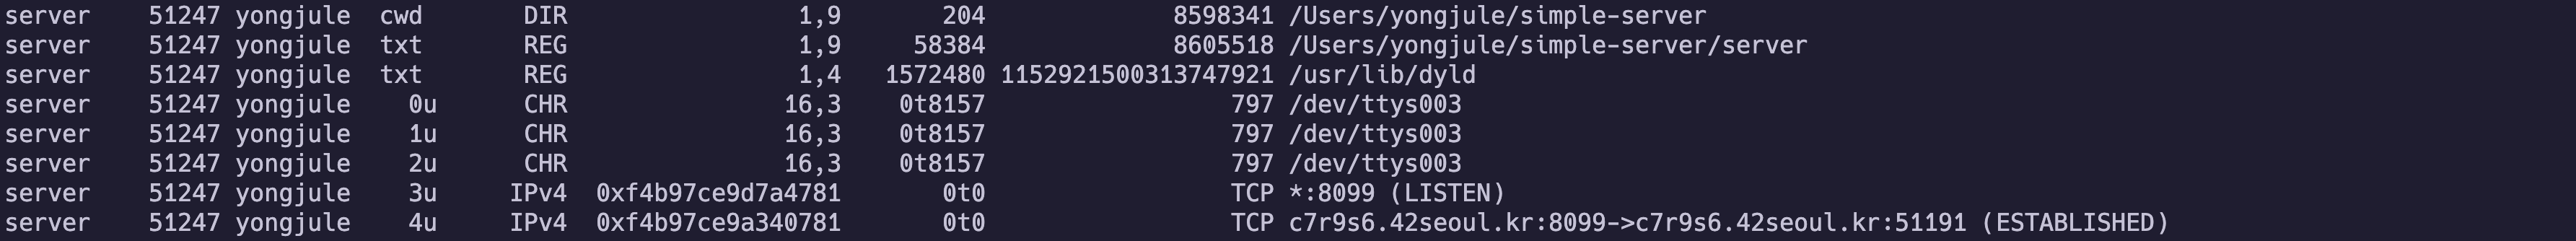 server 51247 yongjule cwd DIR 1,9 204 8598341 /Users/yongjule/simple-server
server 51247 yongjule txt REG 1,9 58384 8605518 /Users/yongjule/simple-server/server
server 51247 yongjule txt REG 1,4 1572480 1152921500313747921 /usr/lib/dyld
server 51247 yongjule 0u CHR 16,3 0t8157 797 /dev/ttys003
server 51247 yongjule 1u CHR 16,3 0t8157 797 /dev/ttys003
server 51247 yongjule 2u CHR 16,3 0t8157 797 /dev/ttys003
server 51247 yongjule 3u IPv4 0xf4b97ce9d7a4781 0t0 TCP *:8099 (LISTEN)
server 51247 yongjule 4u IPv4 0xf4b97ce9a340781 0t0 TCP c7r9s6.42seoul.kr:8099->c7r9s6.42seoul.kr:51191 (ESTABLISHED)